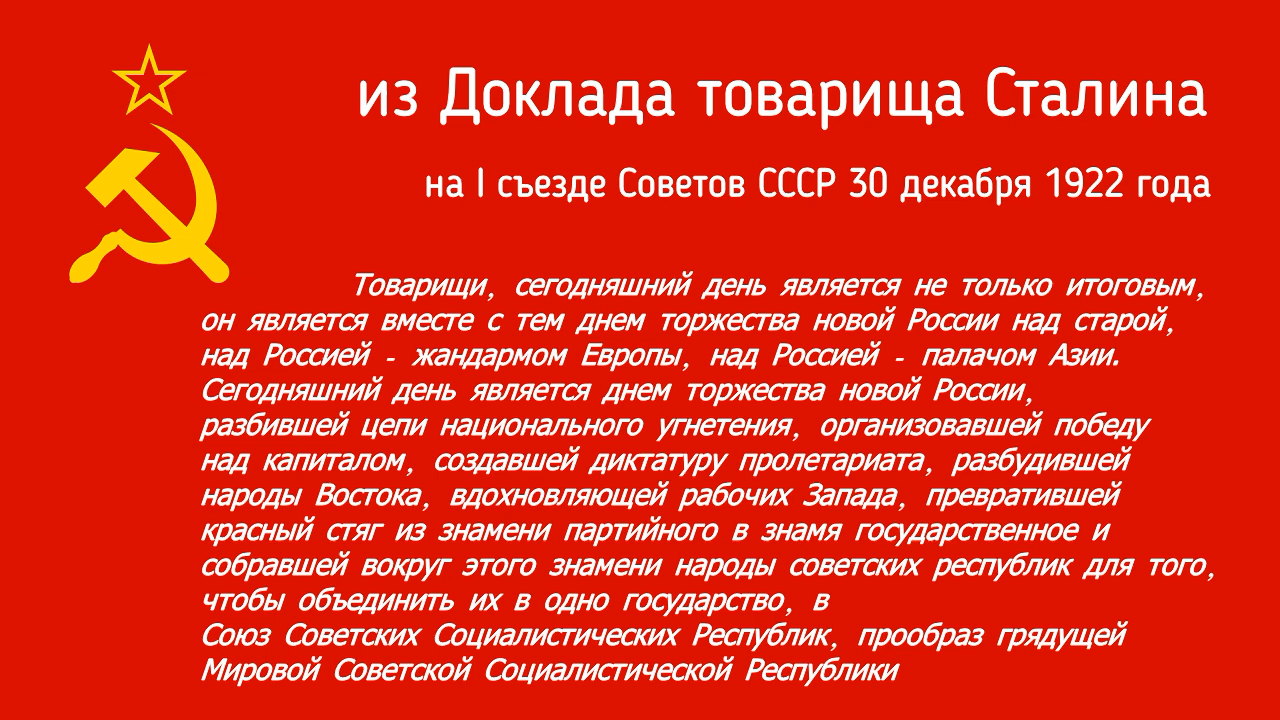 из Доклада товарища Сталина
на I съезде Советов СССР 30 декабря 1922 года
Товарищи, сегодняшний день является не только итоговым,
он является вместе с тем днем торжества новой России над старой,
над Россией - жандармом Европы, над Россией - палачом Азии.
Сегодняшний день является днем торжества новой России,
разбившей цепи национального угнетения, организовавшей победу
над капиталом, создавшей диктатуру пролетариата, разбудившей
народы Востока, вдохновляющей рабочих Запада, превратившей
красный стяг из знамени партийного в знамя государственное и
собравшей вокруг этого знамени народы советских республик для того,
чтобы объединить их в одно государство, в
Союз Советских Социалистических Республик, прообраз грядущей
Мировой Советской Социалистической Республики